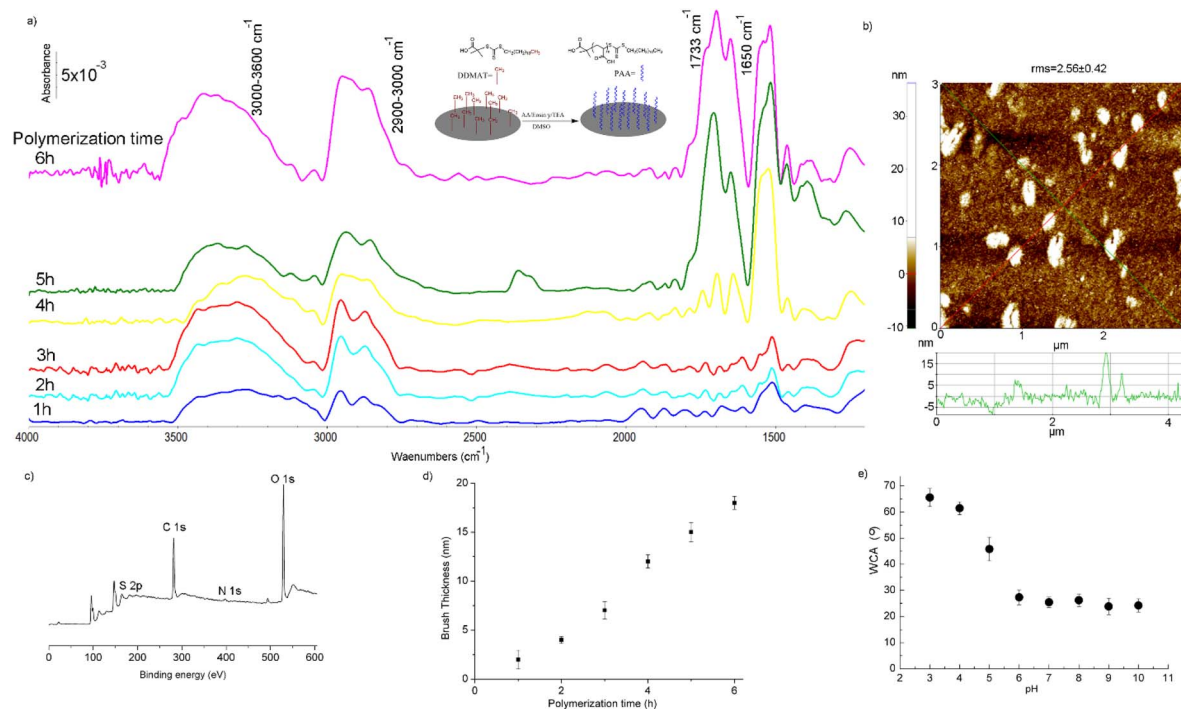 a)
Absorbance
5x10⁻³
3000-3600 cm⁻¹
2900-3000 cm⁻¹
1733 cm⁻¹
1650 cm⁻¹
DDMAT=
CH₃
PAA=
AA/Eosin y/TEA
DMSO
Polymerization time
6h
5h
4h
3h
2h
1h
4000 3500 3000 2500 2000 1500
Waenumbers (cm⁻¹)
b)
rms=2.56±0.42
nm
30
20
10
0
-10
3
2
1
0
0 1 2
µm
nm
10
5
-5
0 2 4
µm
c)
O 1s
C 1s
S 2p
N 1s
0 100 200 300 400 500 600
Binding energy (eV)
d)
Brush Thickness (nm)
20
15
10
5
0
0 2 4 6
Polymerization time (h)
e)
WCA (º)
70
60
50
40
30
20
10
0
2 3 4 5 6 7 8 9 10 11
pH